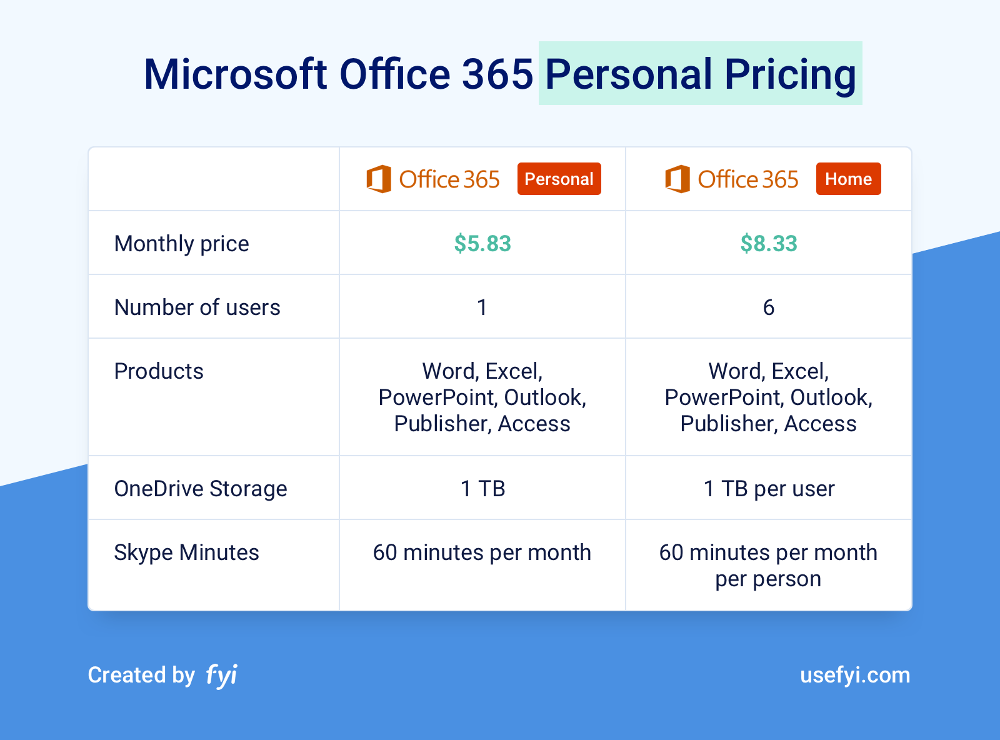 Microsoft Office 365 Personal Pricing
Office 365 Personal
Office 365 Home
Monthly price
$5.83
$8.33
Number of users
1
6
Products
Word, Excel,
PowerPoint, Outlook,
Publisher, Access
Word, Excel,
PowerPoint, Outlook,
Publisher, Access
OneDrive Storage
1 TB
1 TB per user
Skype Minutes
60 minutes per month
60 minutes per month
per person
Created by fyi
usefyi.com